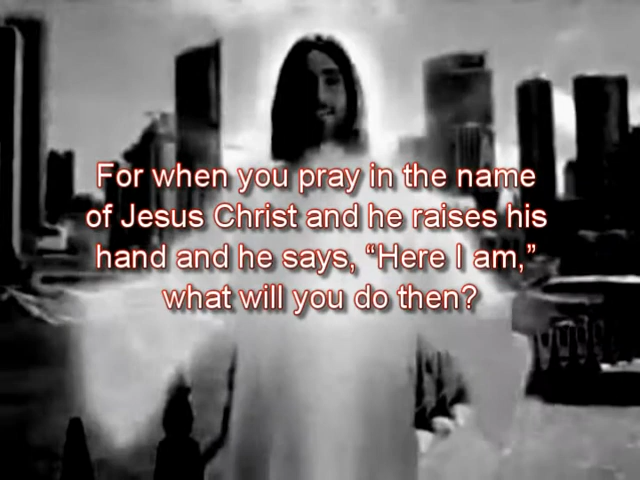 For when you pray in the name
of Jesus Christ and he raises his
hand and he says, “Here I am,”
what will you do then?